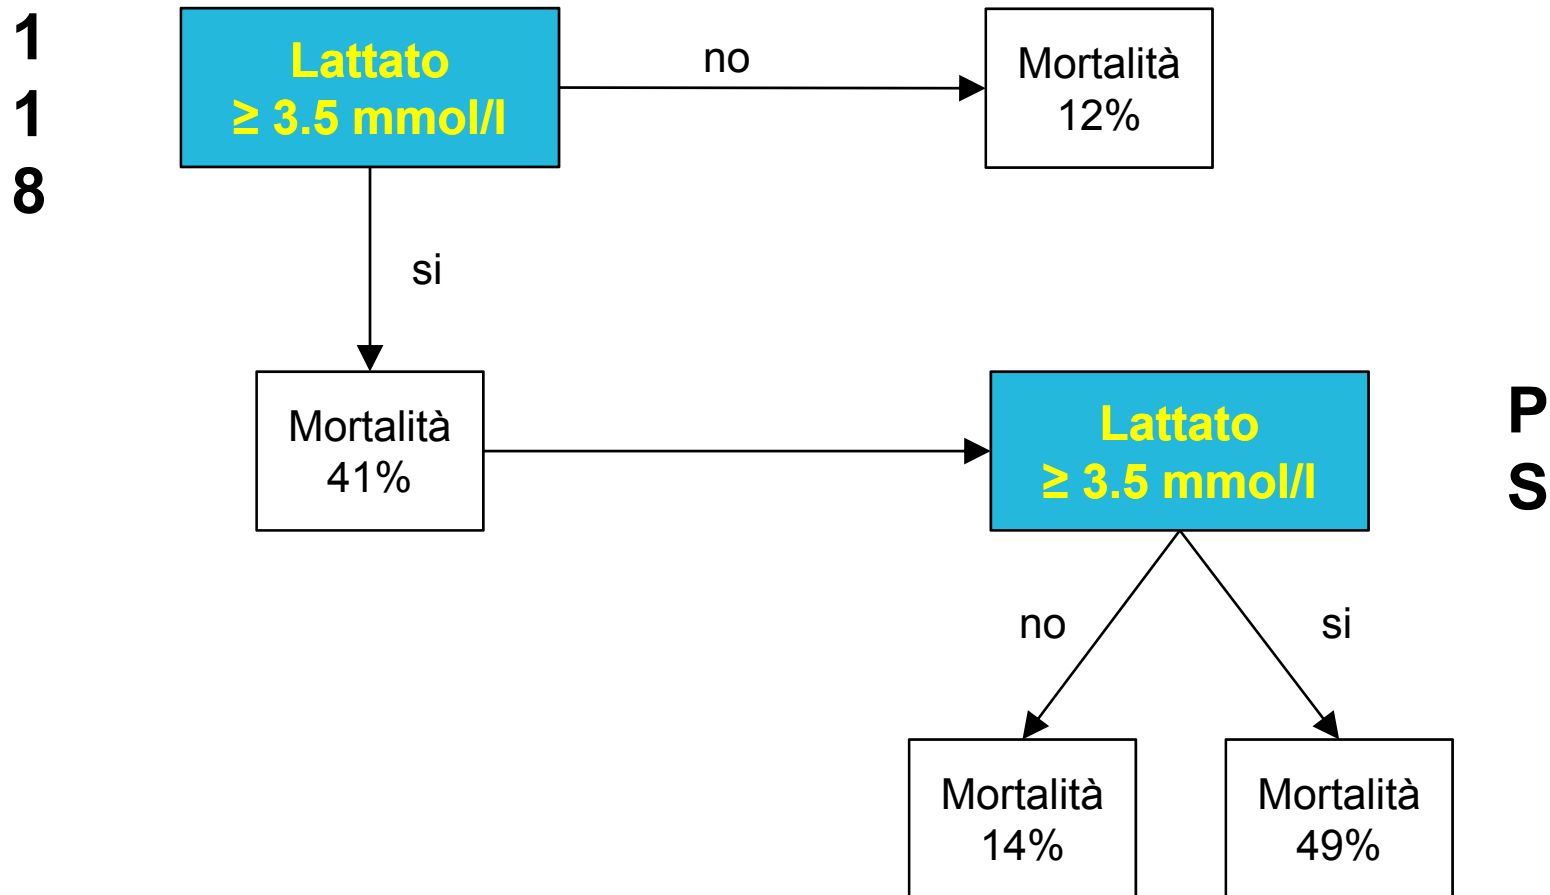 1
1
8
Lattato
≥ 3.5 mmol/l
no
Mortalità
12%
si
Mortalità
41%
Lattato
≥ 3.5 mmol/l
P
S
no
si
Mortalità
14%
Mortalità
49%